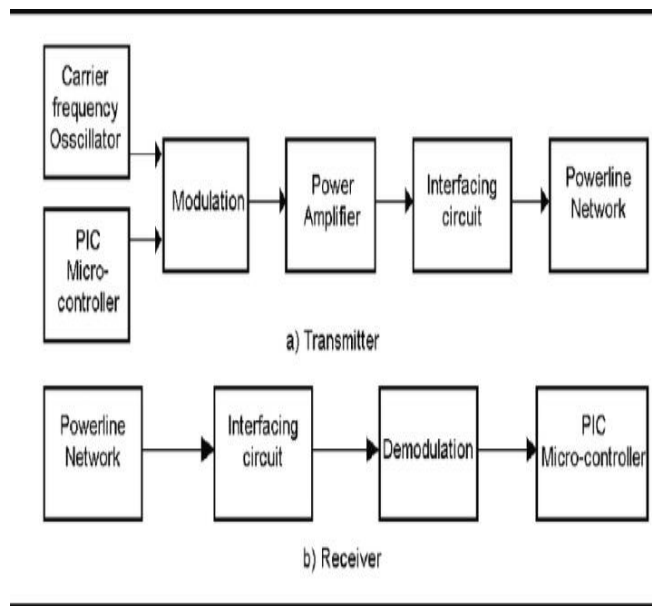 Carrier
frequency
Osscillator
PIC
Micro-
controller
Modulation
Power
Amplifier
Interfacing
circuit
Powerline
Network
a) Transmitter
Powerline
Network
Interfacing
circuit
Demodulation
PIC
Micro-controller
b) Receiver